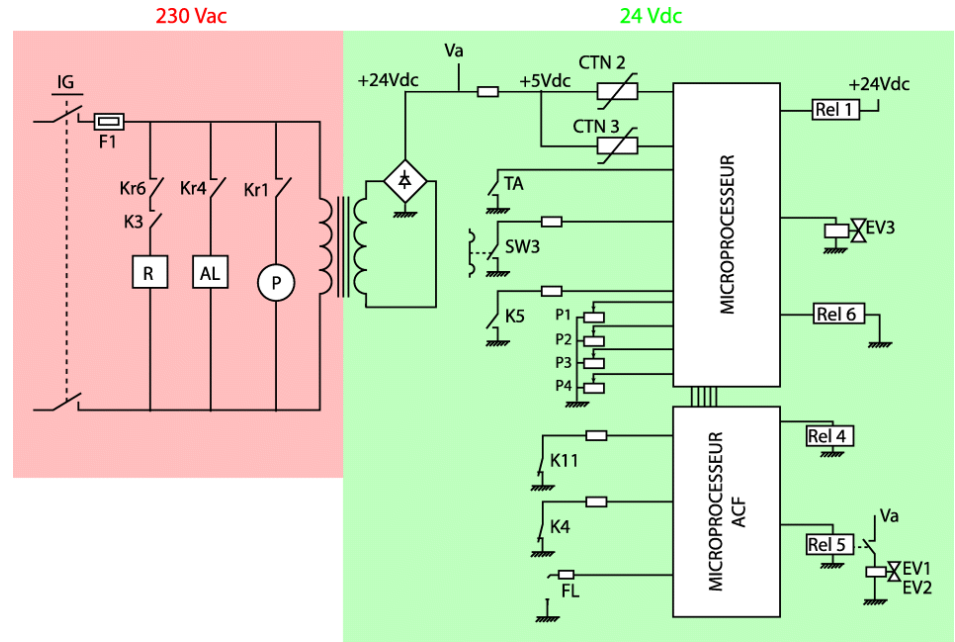 230 Vac
24 Vdc
IG
F1
Kr6
Kr4
Kr1
K3
R
AL
P
+24Vdc
Va
+5Vdc
CTN 2
CTN 3
TA
SW3
K5
P1
P2
P3
P4
MICROPROCESSEUR
Rel 1
+24Vdc
EV3
Rel 6
K11
K4
FL
MICROPROCESSEUR
ACF
Rel 4
Rel 5
Va
EV1
EV2